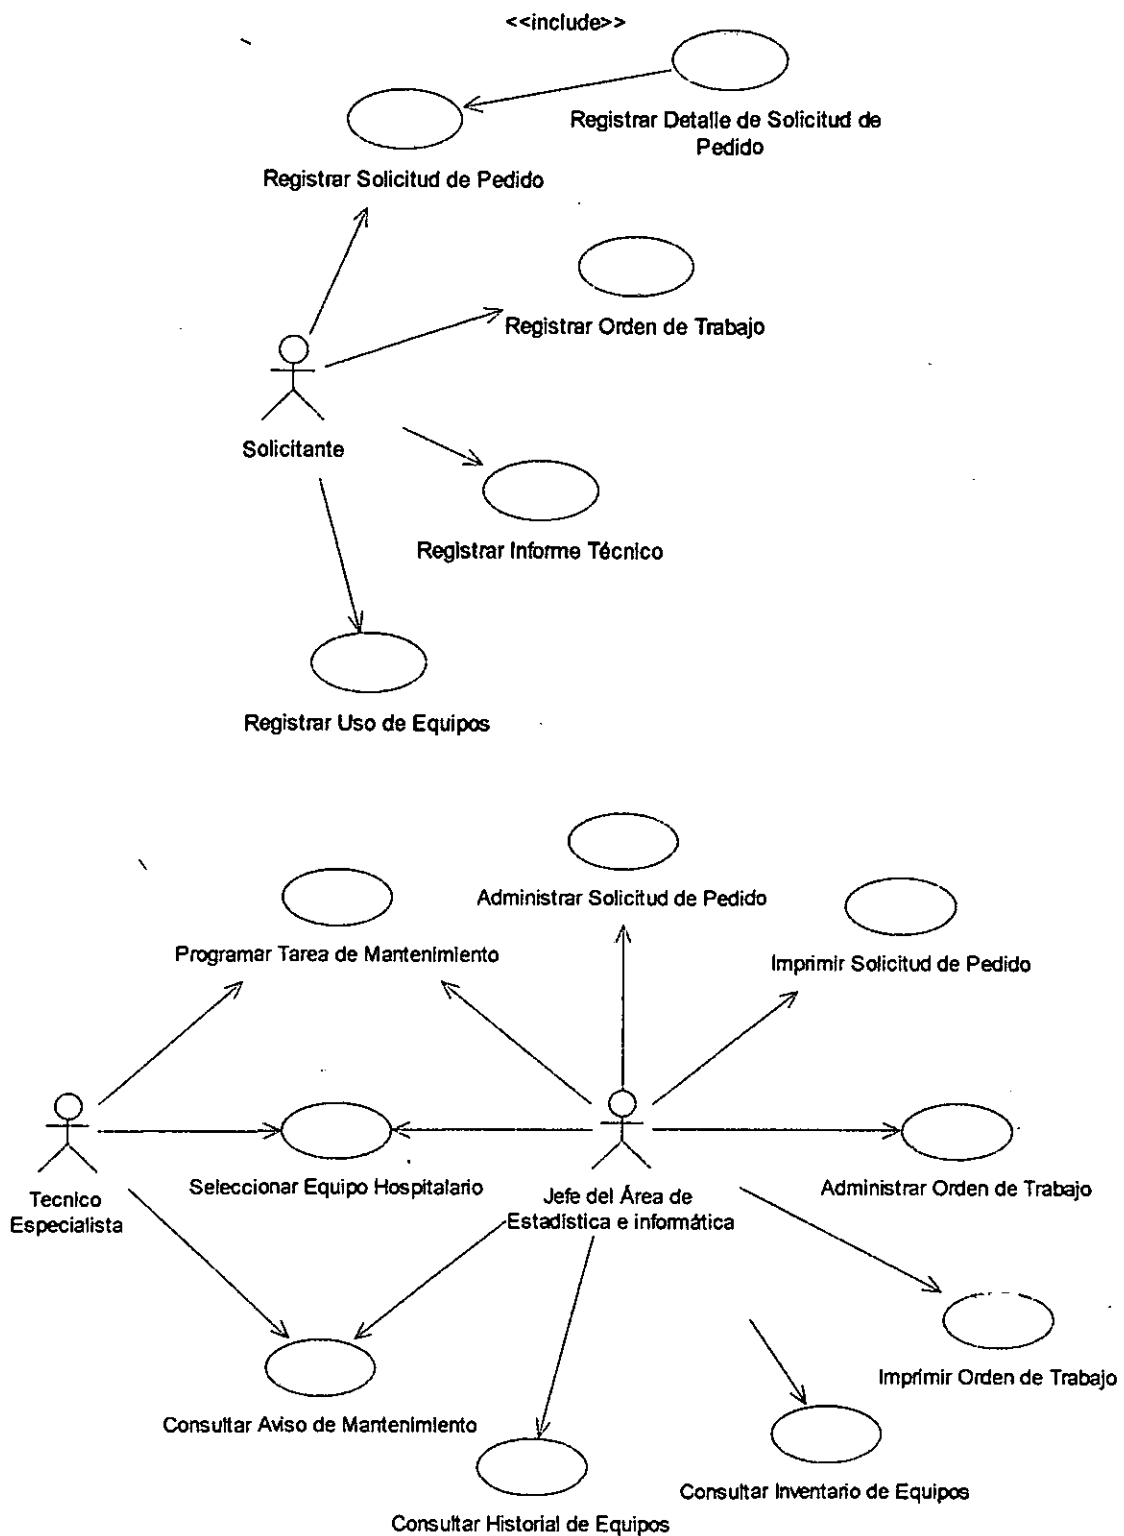 <<include>>
Registrar Detalle de Solicitud de
Pedido
Registrar Solicitud de Pedido
Registrar Orden de Trabajo
Solicitante
Registrar Informe Técnico
Registrar Uso de Equipos
Administrar Solicitud de Pedido
Programar Tarea de Mantenimiento
Imprimir Solicitud de Pedido
Seleccionar Equipo Hospitalario
Administrar Orden de Trabajo
Tecnico
Especialista
Jefe del Área de
Estadística e informática
Imprimir Orden de Trabajo
Consultar Aviso de Mantenimiento
Consultar Inventario de Equipos
Consultar Historial de Equipos